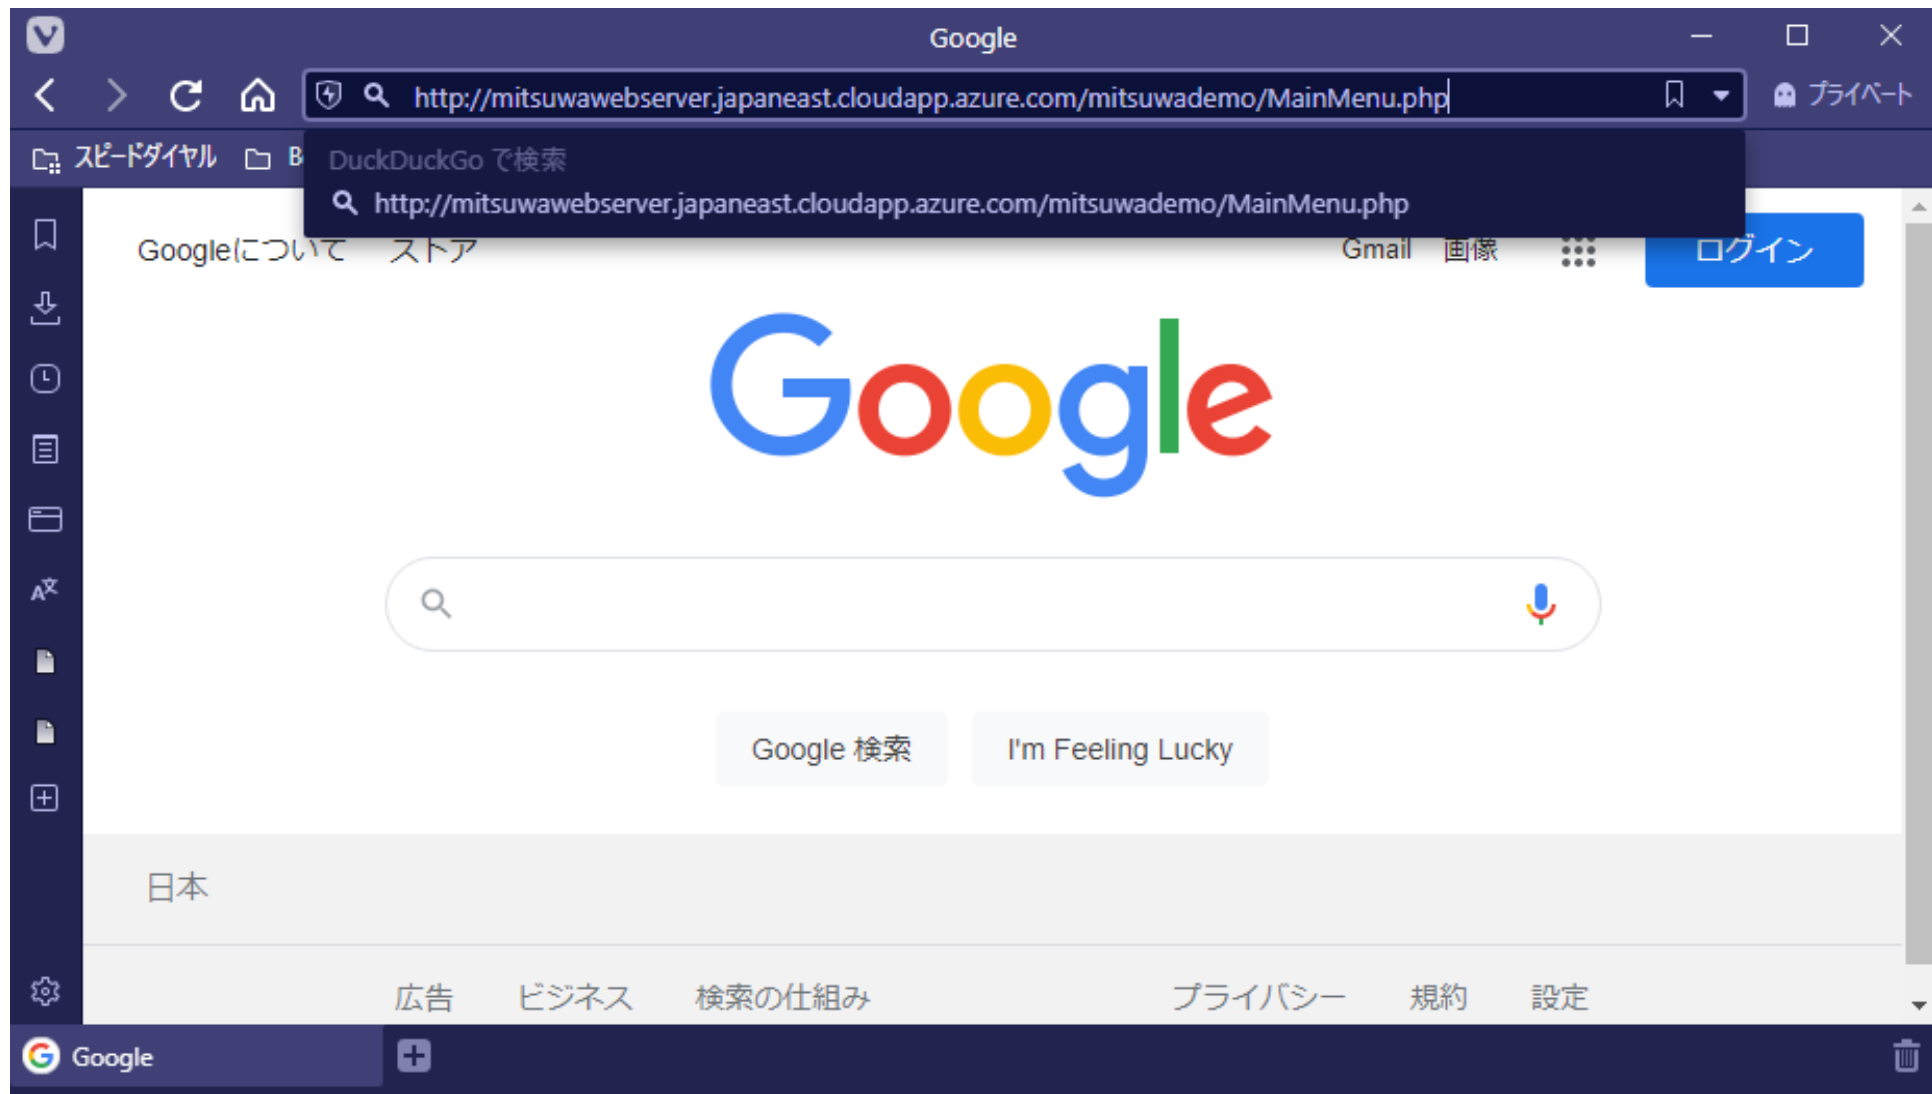 Google
http://mitsuwawebserver.japaneast.cloudapp.azure.com/mitsuwademo/MainMenu.php
プライベート
スピードダイヤル B
DuckDuckGo で検索
http://mitsuwawebserver.japaneast.cloudapp.azure.com/mitsuwademo/MainMenu.php
Googleについて ストア Gmail 画像 ログイン
Google
Google 検索 I'm Feeling Lucky
日本
広告 ビジネス 検索の仕組み プライバシー 規約 設定
Google